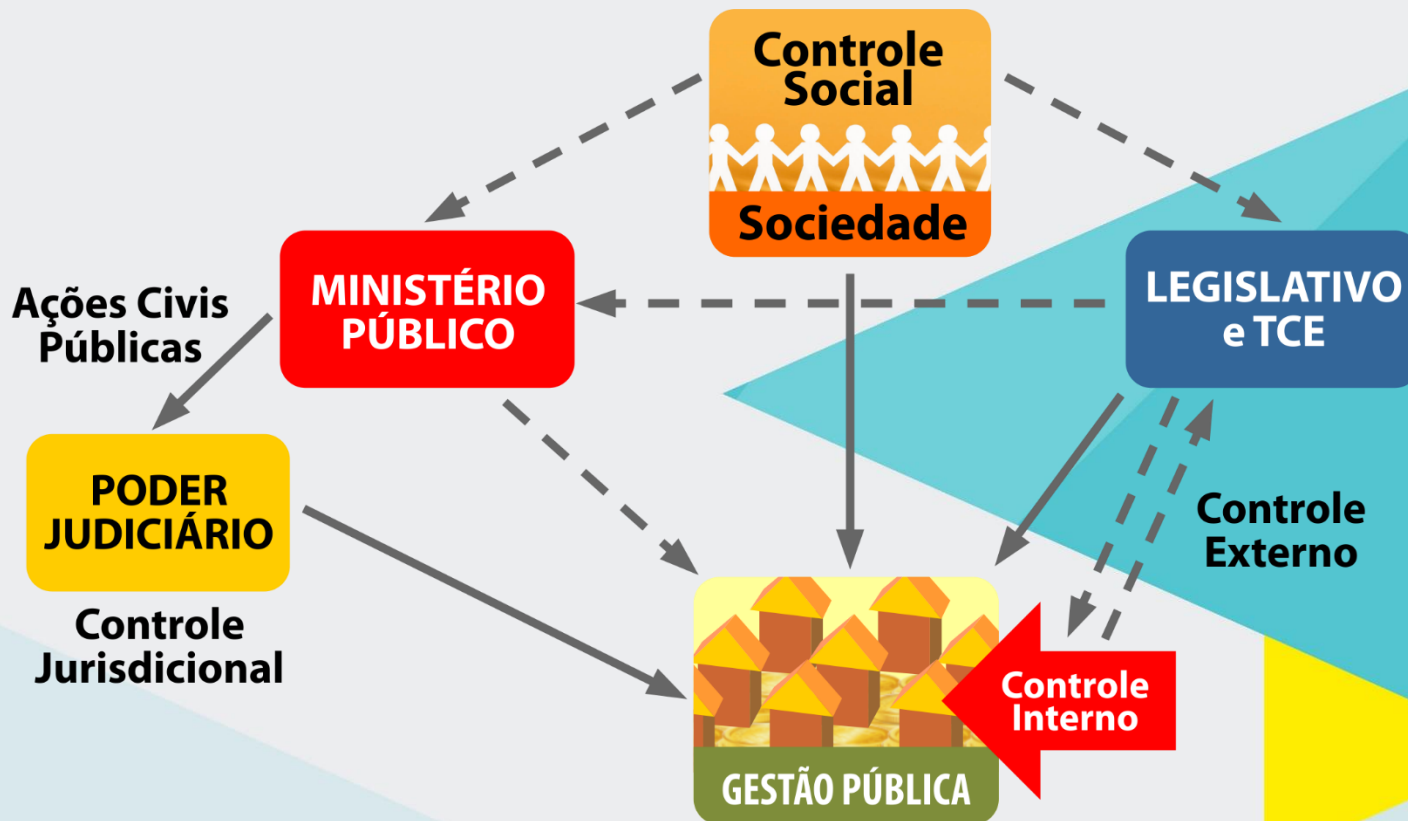 Controle
Social
Sociedade
MINISTÉRIO
PÚBLICO
LEGISLATIVO
e TCE
Ações Civis
Públicas
PODER
JUDICIÁRIO
Controle
Externo
Controle
Jurisdicional
Controle
Interno
GESTÃO PÚBLICA